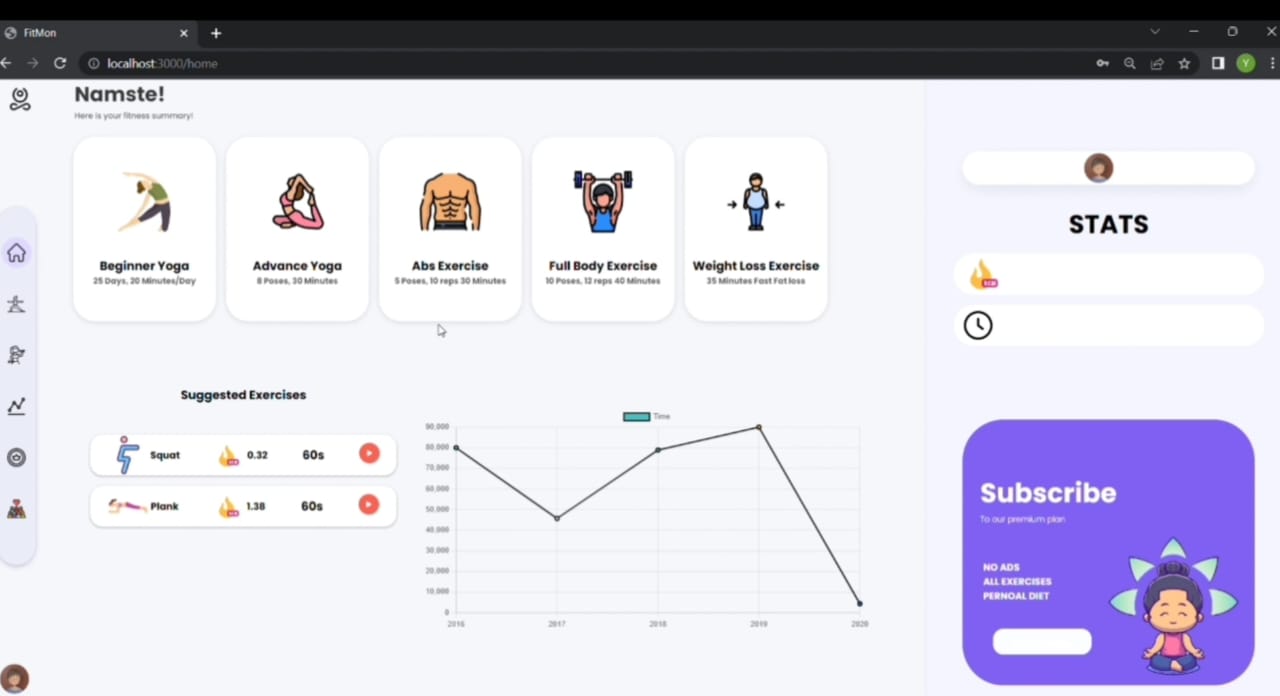 FitMon
localhost:3000/home
Y
Namste!
Here is your fitness summary!
Beginner Yoga
25 Days, 20 Minutes/Day
Advance Yoga
8 Poses, 30 Minutes
Abs Exercise
5 Poses, 10 reps 30 Minutes
Full Body Exercise
10 Poses, 12 reps 40 Minutes
Weight Loss Exercise
35 Minutes Fast Fat loss
STATS
Suggested Exercises
Squat 0.32 60s
Plank 1.38 60s
Time
90,000
80,000
70,000
60,000
50,000
40,000
30,000
20,000
10,000
0
2016 2017 2018 2019 2020
Subscribe
To our premium plan
NO ADS
ALL EXERCISES
PERNOAL DIET